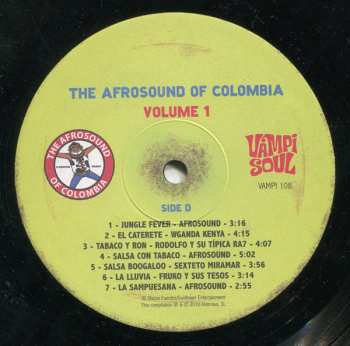 THE AFROSOUND OF COLOMBIA
VOLUME 1
THE AFROSOUND
OF COLOMBIA
VAMPI
SOUL
VAMPI 108
SIDE D
1 - JUNGLE FEVER - AFROSOUND - 3:16
2 - EL CATERETE - WGANDA KENYA - 4:15
3 - TABACO Y RON - RODOLFO Y SU TÍPICA RA7 - 4:07
4 - SALSA CON TABACO - AFROSOUND - 5:02
5 - SALSA BOOGALOO - SEXTETO MIRAMAR - 3:56
6 - LA LLUVIA - FRUKO Y SUS TESOS - 3:15
7 - LA SAMPUESANA - AFROSOUND - 2:55